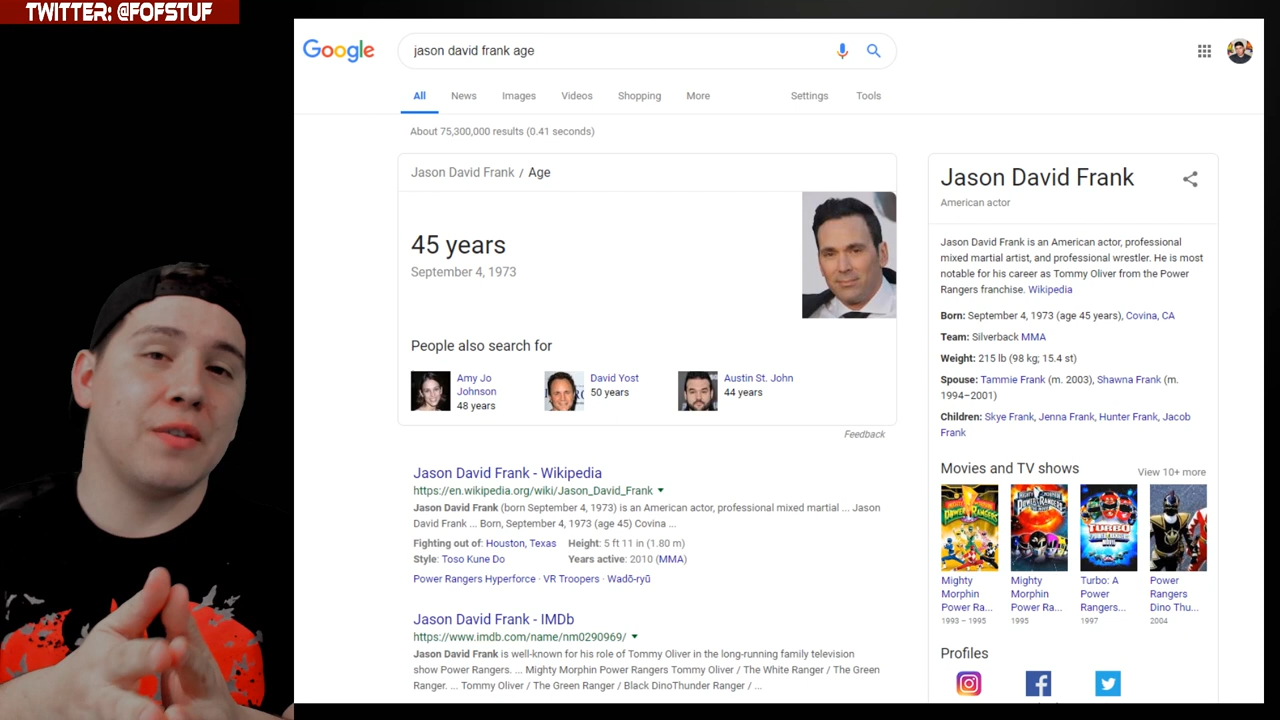 TWITTER: @FOFSTUF
Google
jason david frank age
All News Images Videos Shopping More Settings Tools
About 75,300,000 results (0.41 seconds)
Jason David Frank / Age
45 years
September 4, 1973
People also search for
Amy Jo
Johnson
48 years
David Yost
50 years
Austin St. John
44 years
Feedback
Jason David Frank - Wikipedia
https://en.wikipedia.org/wiki/Jason_David_Frank
Jason David Frank (born September 4, 1973) is an American actor, professional mixed martial ... Jason
David Frank ... Born, September 4, 1973 (age 45) Covina ...
Fighting out of: Houston, Texas Height: 5 ft 11 in (1.80 m)
Style: Toso Kune Do Years active: 2010 (MMA)
Power Rangers Hyperforce · VR Troopers · Wadō-ryū
Jason David Frank - IMDb
https://www.imdb.com/name/nm0290969/
Jason David Frank is well-known for his role of Tommy Oliver in the long-running family television
show Power Rangers. ... Mighty Morphin Power Rangers Tommy Oliver / The White Ranger / The Green
Ranger. ... Tommy Oliver / The Green Ranger / Black DinoThunder Ranger / ...
Jason David Frank
American actor
Jason David Frank is an American actor, professional
mixed martial artist, and professional wrestler. He is most
notable for his career as Tommy Oliver from the Power
Rangers franchise. Wikipedia
Born: September 4, 1973 (age 45 years), Covina, CA
Team: Silverback MMA
Weight: 215 lb (98 kg; 15.4 st)
Spouse: Tammie Frank (m. 2003), Shawna Frank (m.
1994–2001)
Children: Skye Frank, Jenna Frank, Hunter Frank, Jacob
Frank
Movies and TV shows View 10+ more
Mighty
Morphin
Power Ra...
1993 – 1995
Mighty
Morphin
Power Ra...
1995
Turbo: A
Power
Rangers...
1997
Power
Rangers
Dino Thu...
2004
Profiles